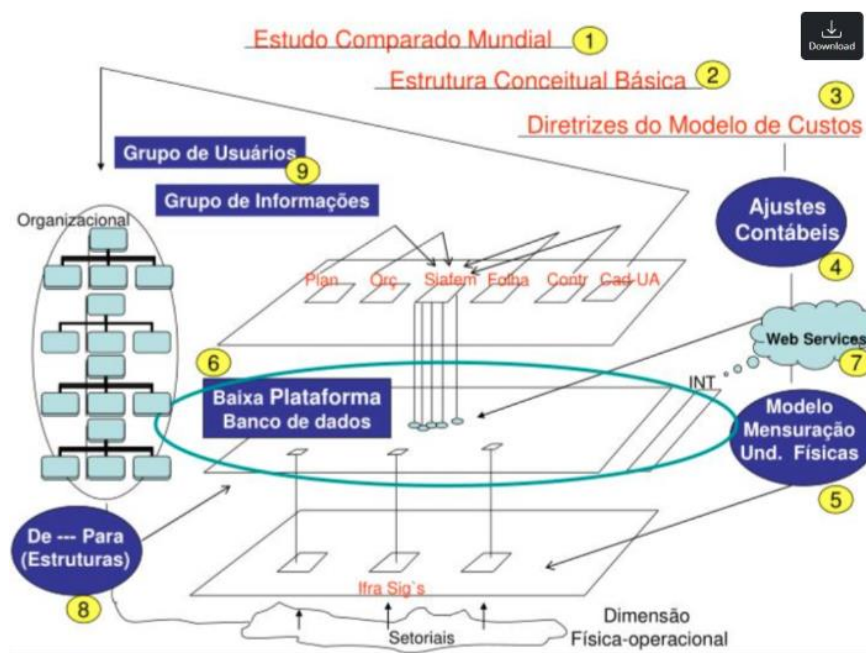 Estudo Comparado Mundial 1
Download
Estrutura Conceitual Básica 2
3
Diretrizes do Modelo de Custos
Grupo de Usuários
9
Grupo de Informações
Organizacional
Ajustes
Contábeis
4
Plan Orç Siafem Folha Contr Cad-UA
Web Services
7
6
INT
Baixa Plataforma
Banco de dados
Modelo
Mensuração
Und. Físicas
5
De --- Para
(Estruturas)
8
Ifra Sig`s
Setoriais
Dimensão
Física-operacional